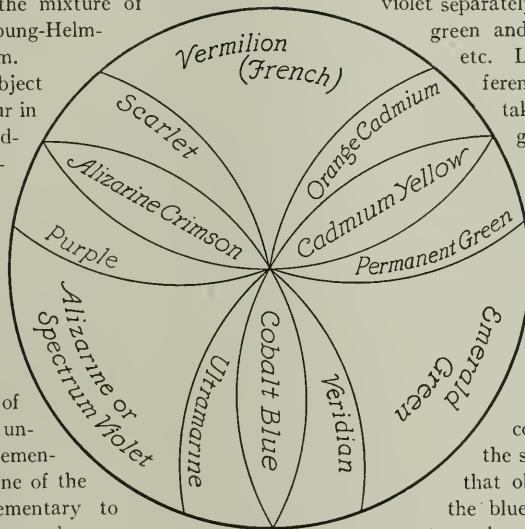 the mixture of
oung-Helm-
m.
bject
ur in
d-
-
violet separately
green and
etc. L
feren
tak
g
Vermilion
(French)
Scarlet
Orange Cadmium
Alizarine Crimson
Cadmium Yellow
Purple
Permanent Green
Alizarine or
Spectrum Violet
Ultramarine
Cobalt Blue
Veridian
Emerald
Green
of
un-
emen-
ne of the
ementary to
co
the s
that ob
the blue